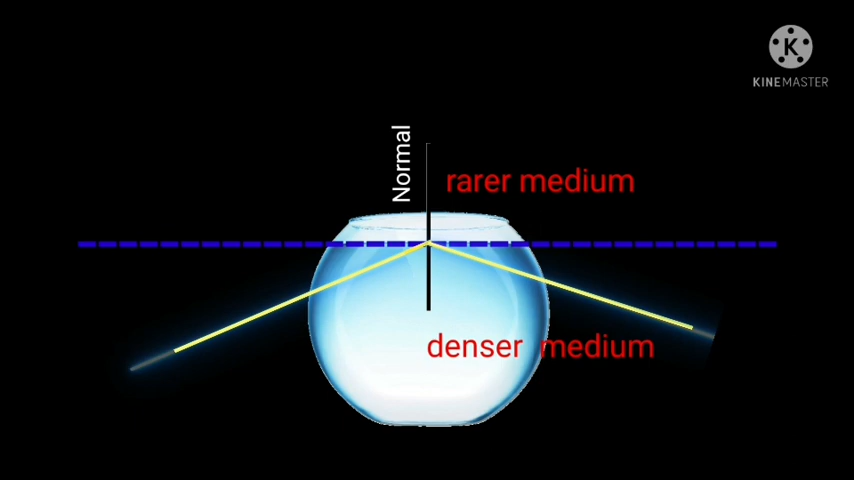 K
KINEMASTER
Normal
rarer medium
denser medium